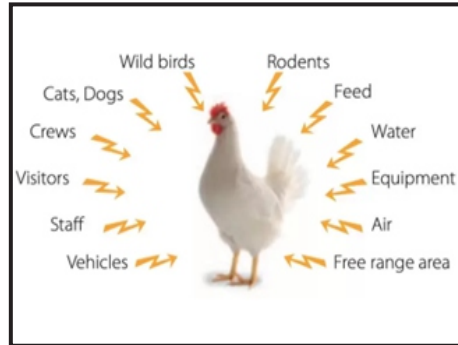 Wild birds
Rodents
Cats, Dogs
Feed
Crews
Water
Visitors
Equipment
Staff
Air
Vehicles
Free range area